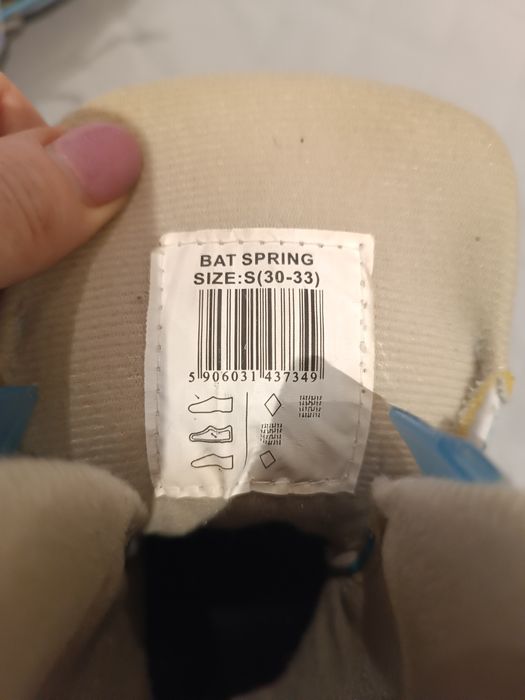 BAT SPRING
SIZE:S(30-33)
5 906031 437349